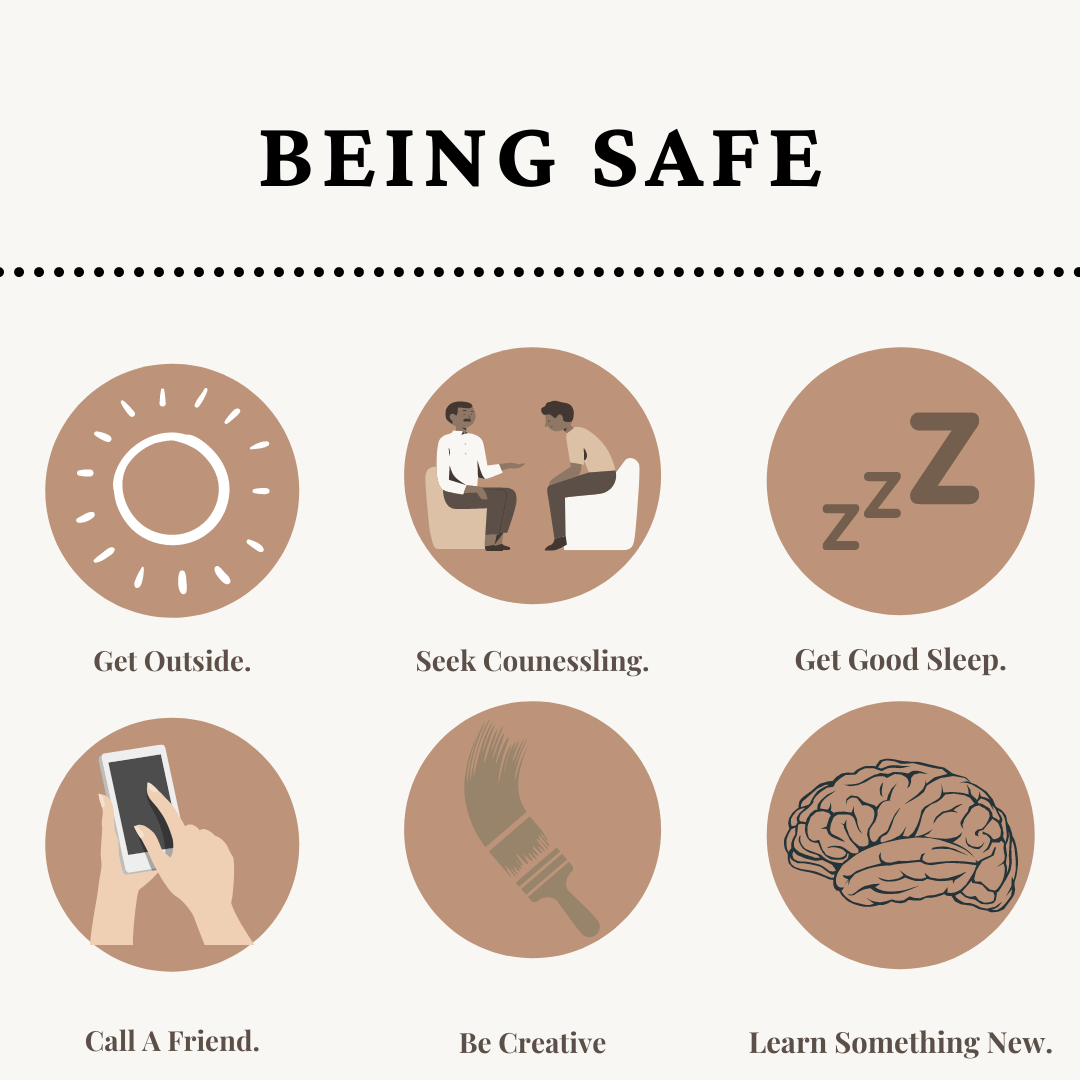 BEING SAFE
Z Z Z
Get Outside.
Seek Counessling.
Get Good Sleep.
Call A Friend.
Be Creative
Learn Something New.